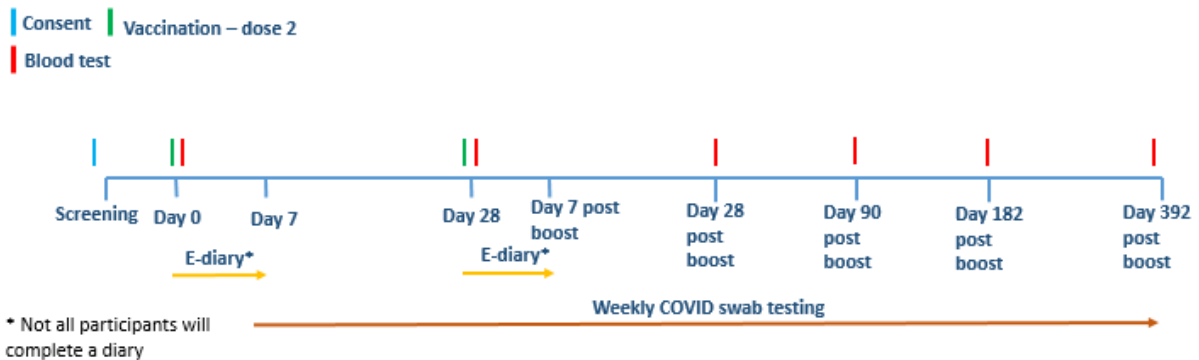 Consent
Vaccination – dose 2
Blood test
Screening
Day 0
Day 7
Day 28
Day 7 post
boost
Day 28
post
boost
Day 90
post
boost
Day 182
post
boost
Day 392
post
boost
E-diary*
E-diary*
Weekly COVID swab testing
* Not all participants will
complete a diary